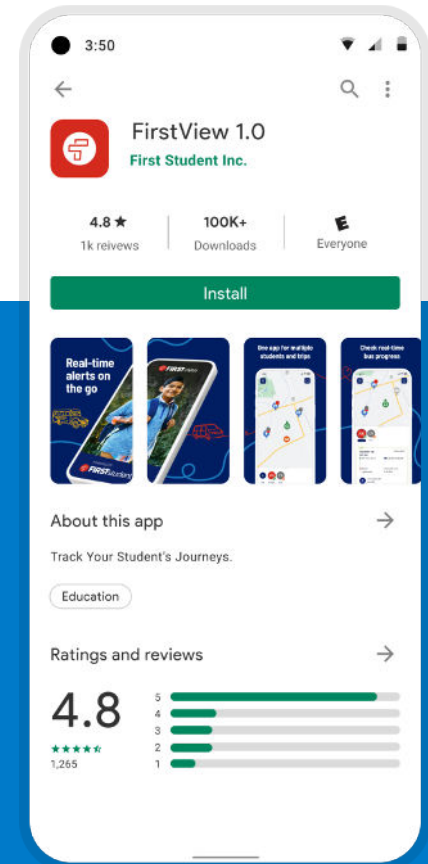 3:50
FirstView 1.0
First Student Inc.
4.8 ★
1k reivews
100K+
Downloads
E
Everyone
Install
Real-time
alerts on
the go
FIRSTstudent
FIRSTVIEW
One app for multiple
students and trips
Check real-time
bus progress
About this app
Track Your Student's Journeys.
Education
Ratings and reviews
4.8
1,265
5
4
3
2
1